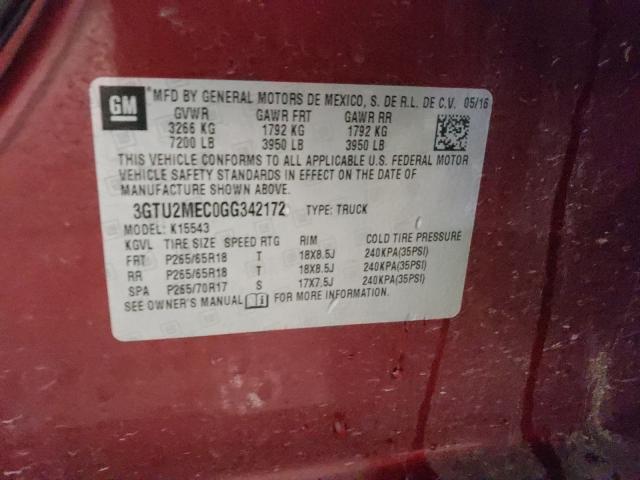 GM ® MFD BY GENERAL MOTORS DE MEXICO, S. DE R.L. DE C.V. 05/16
GVWR GAWR FRT GAWR RR
3266 KG 1792 KG 1792 KG
7200 LB 3950 LB 3950 LB
THIS VEHICLE CONFORMS TO ALL APPLICABLE U.S. FEDERAL MOTOR
VEHICLE SAFETY STANDARDS IN EFFECT ON THE DATE OF
MANUFACTURE SHOWN ABOVE.
3GTU2MEC0GG342172 TYPE: TRUCK
MODEL: K15543
KGVL TIRE SIZE SPEED RTG RIM COLD TIRE PRESSURE
FRT P265/65R18 T 18X8.5J 240KPA(35PSI)
RR P265/65R18 T 18X8.5J 240KPA(35PSI)
SPA P265/70R17 S 17X7.5J 240KPA(35PSI)
SEE OWNER'S MANUAL FOR MORE INFORMATION.